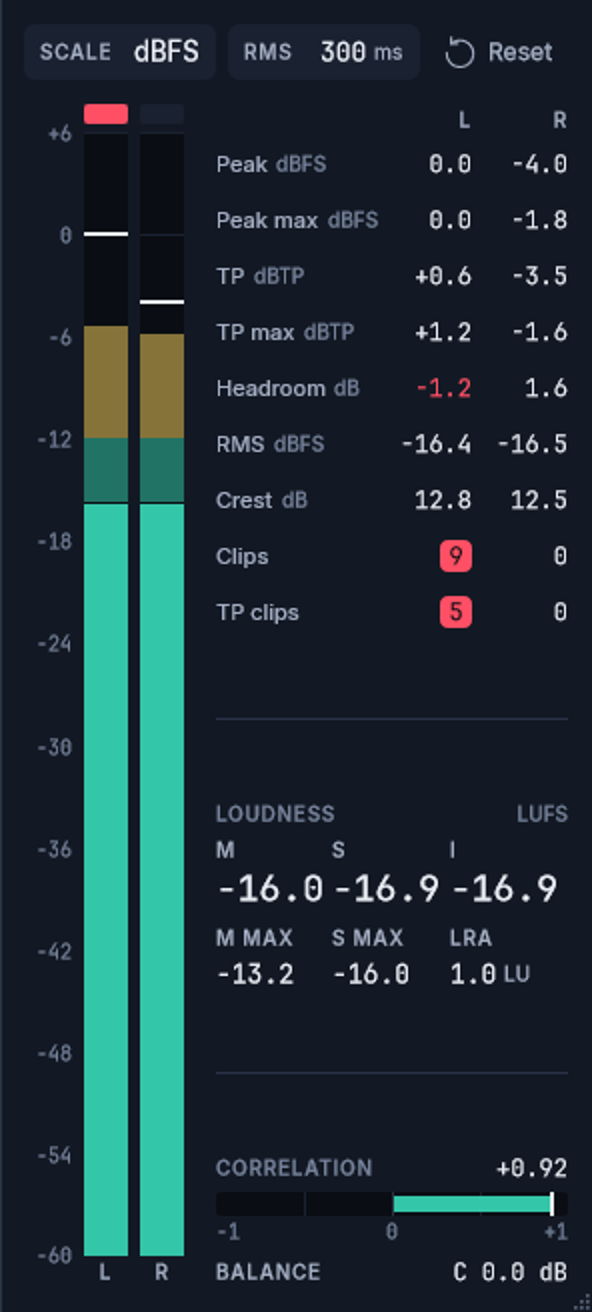 SCALE dBFS RMS 300 ms Reset
L R
+6
0
-6
-12
-18
-24
-30
-36
-42
-48
-54
-60
L R
Peak dBFS 0.0 -4.0
Peak max dBFS 0.0 -1.8
TP dBTP +0.6 -3.5
TP max dBTP +1.2 -1.6
Headroom dB -1.2 1.6
RMS dBFS -16.4 -16.5
Crest dB 12.8 12.5
Clips 9 0
TP clips 5 0
LOUDNESS LUFS
M S I
-16.0 -16.9 -16.9
M MAX S MAX LRA
-13.2 -16.0 1.0 LU
CORRELATION +0.92
-1 0 +1
BALANCE C 0.0 dB